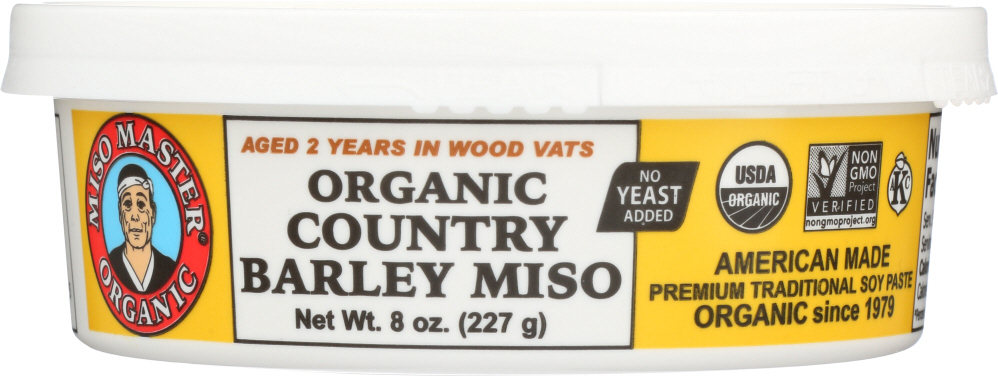 MISO MASTER®
ORGANIC
AGED 2 YEARS IN WOOD VATS
ORGANIC
COUNTRY
BARLEY MISO
Net Wt. 8 oz. (227 g)
NO
YEAST
ADDED
USDA
ORGANIC
NON
GMO
Project
VERIFIED
nongmoproject.org
AKC
AMERICAN MADE
PREMIUM TRADITIONAL SOY PASTE
ORGANIC since 1979